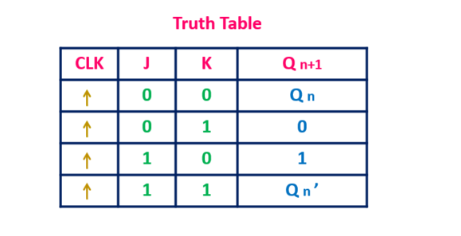 Truth Table
CLK J K Q n+1
↑ 0 0 Q n
↑ 0 1 0
↑ 1 0 1
↑ 1 1 Q n’